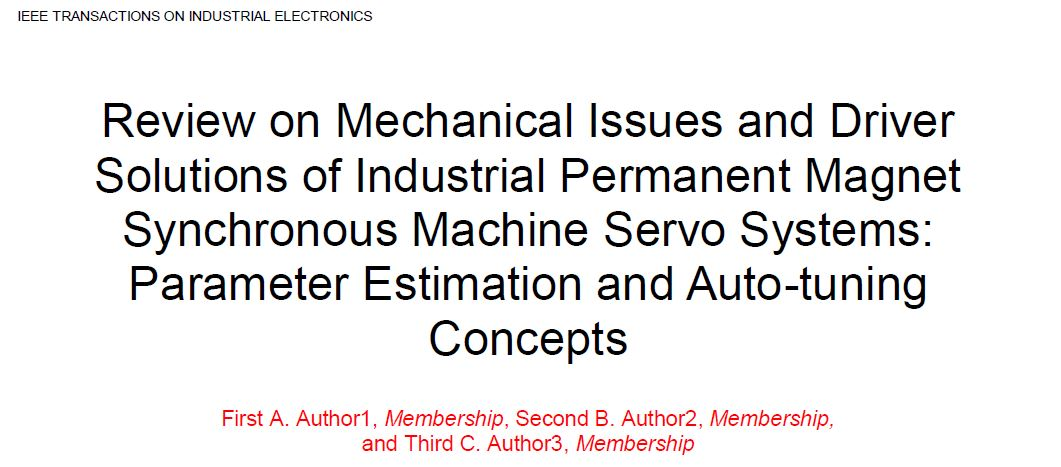 IEEE TRANSACTIONS ON INDUSTRIAL ELECTRONICS
Review on Mechanical Issues and Driver
Solutions of Industrial Permanent Magnet
Synchronous Machine Servo Systems:
Parameter Estimation and Auto-tuning
Concepts
First A. Author1, Membership, Second B. Author2, Membership,
and Third C. Author3, Membership